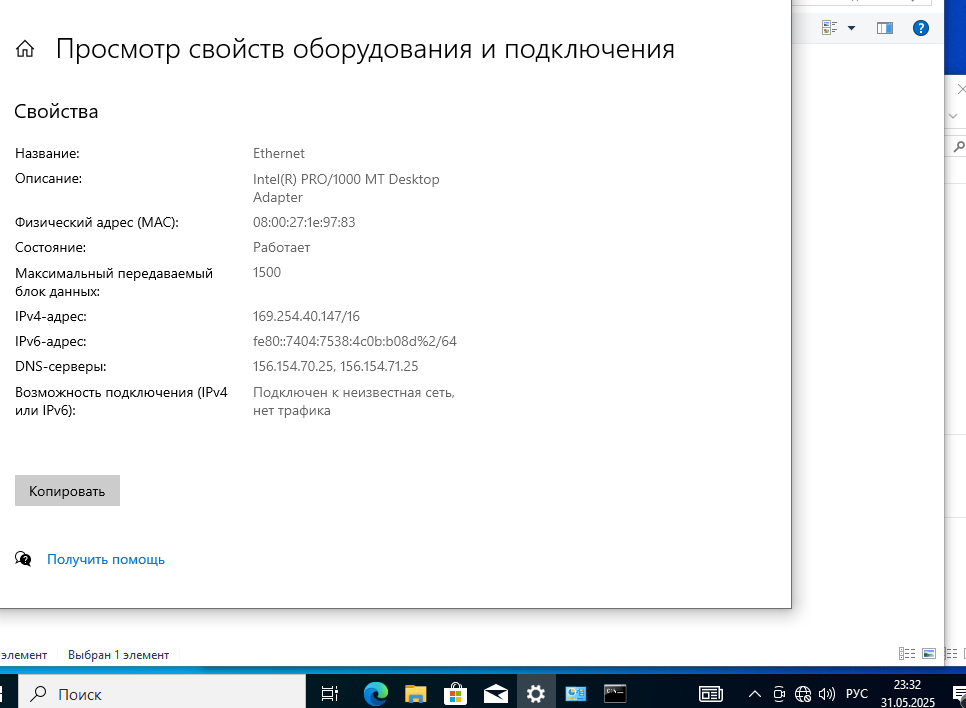 Просмотр свойств оборудования и подключения
Свойства
Название: Ethernet
Описание: Intel(R) PRO/1000 MT Desktop
Adapter
Физический адрес (MAC): 08:00:27:1e:97:83
Состояние: Работает
Максимальный передаваемый 1500
блок данных:
IPv4-адрес: 169.254.40.147/16
IPv6-адрес: fe80::7404:7538:4c0b:b08d%2/64
DNS-серверы: 156.154.70.25, 156.154.71.25
Возможность подключения (IPv4 Подключен к неизвестная сеть,
или IPv6): нет трафика
Копировать
Получить помощь
элемент Выбран 1 элемент
Поиск
РУС
23:32
31.05.2025